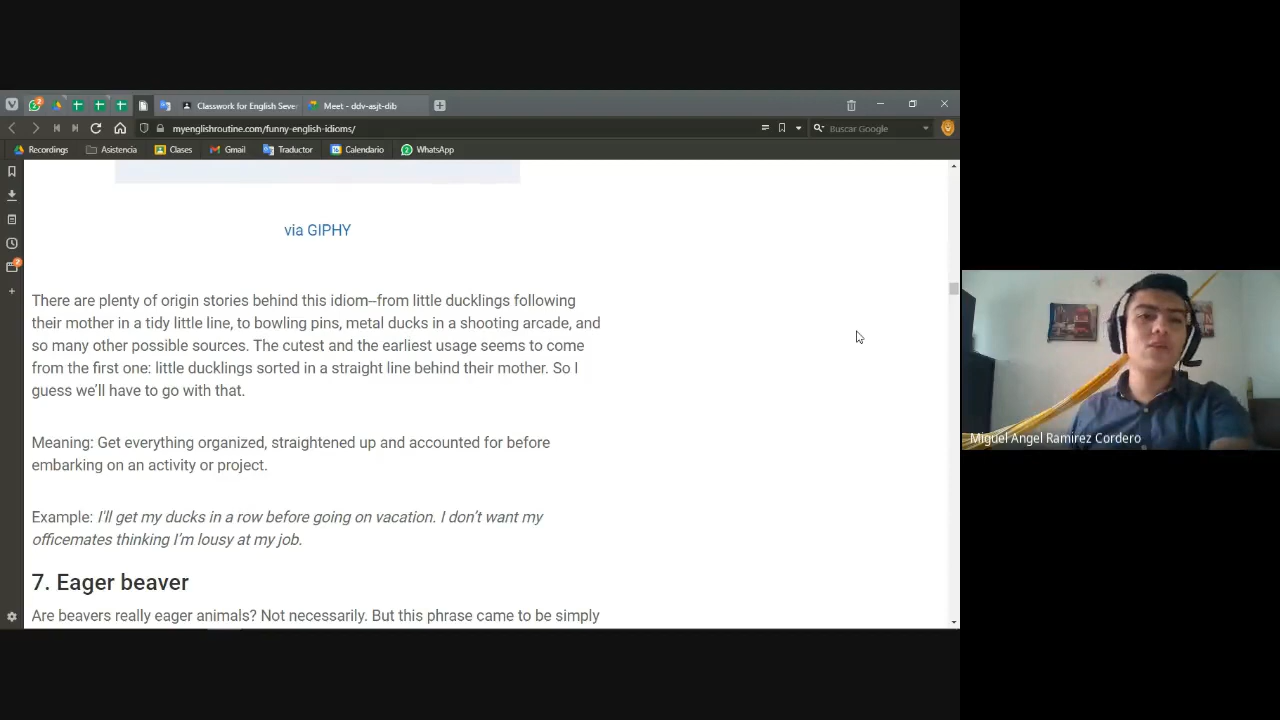 Classwork for English Seve
Meet - ddv-asjt-dib
myenglishroutine.com/funny-english-idioms/
Buscar Google
Recordings
Asistencia
Clases
Gmail
Traductor
Calendario
WhatsApp
via GIPHY
There are plenty of origin stories behind this idiom--from little ducklings following
their mother in a tidy little line, to bowling pins, metal ducks in a shooting arcade, and
so many other possible sources. The cutest and the earliest usage seems to come
from the first one: little ducklings sorted in a straight line behind their mother. So I
guess we'll have to go with that.
Meaning: Get everything organized, straightened up and accounted for before
embarking on an activity or project.
Example: I'll get my ducks in a row before going on vacation. I don't want my
officemates thinking I'm lousy at my job.
7. Eager beaver
Are beavers really eager animals? Not necessarily. But this phrase came to be simply
Miguel Angel Ramirez Cordero